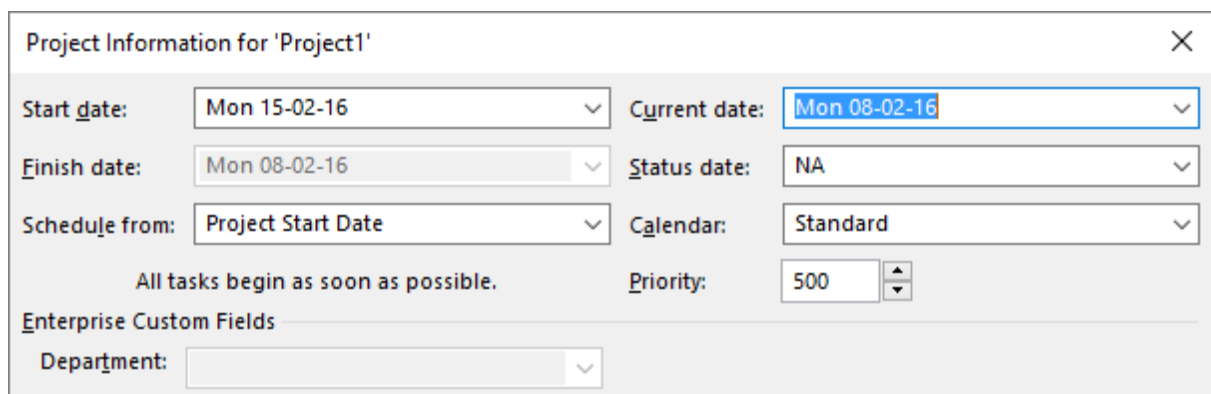 Project Information for 'Project1'
Start date: Mon 15-02-16 Current date: Mon 08-02-16
Finish date: Mon 08-02-16 Status date: NA
Schedule from: Project Start Date Calendar: Standard
All tasks begin as soon as possible. Priority: 500
Enterprise Custom Fields
Department: